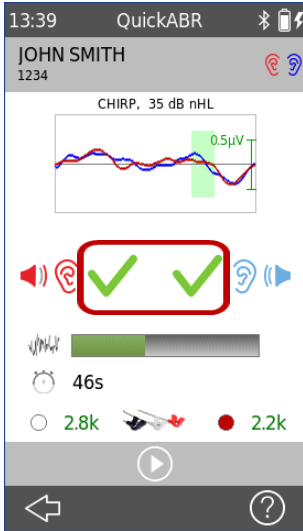 13:39 QuickABR
JOHN SMITH
1234
CHIRP, 35 dB nHL
0.5µV
46s
2.8k 2.2k
?